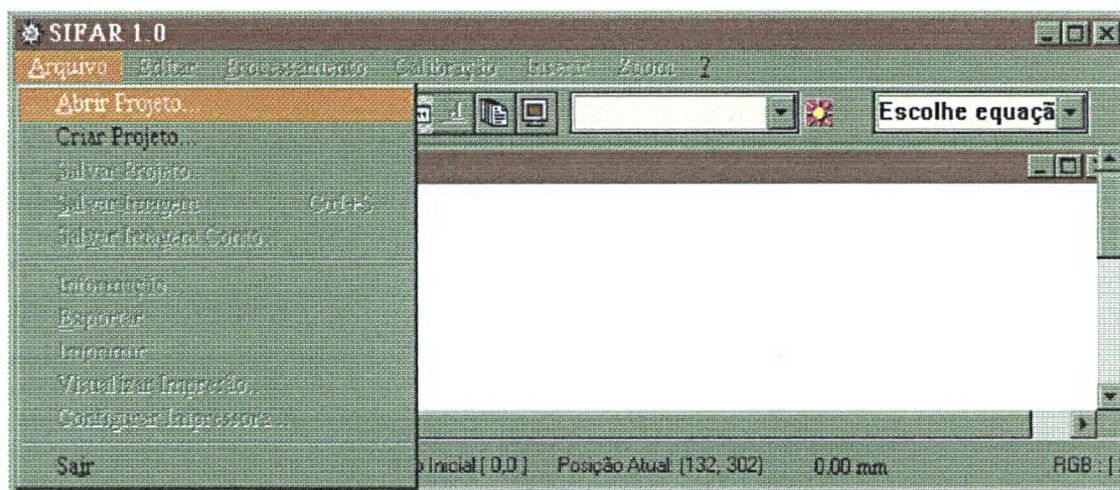 SIFAR 1.0
Arquivo Editar Processamento Calibração Inserir Zoom ?
Abrir Projeto...
Criar Projeto...
Salvar Projeto...
Salvar Imagem Ctrl+S
Salvar Imagem Como...
Informação...
Exportar
Imprimir
Visualizar Impressão...
Configurar Impressora...
Sair
Escolhe equaçã
Inicial [ 0,0 ] Posição Atual: (132, 302) 0,00 mm RGB : [